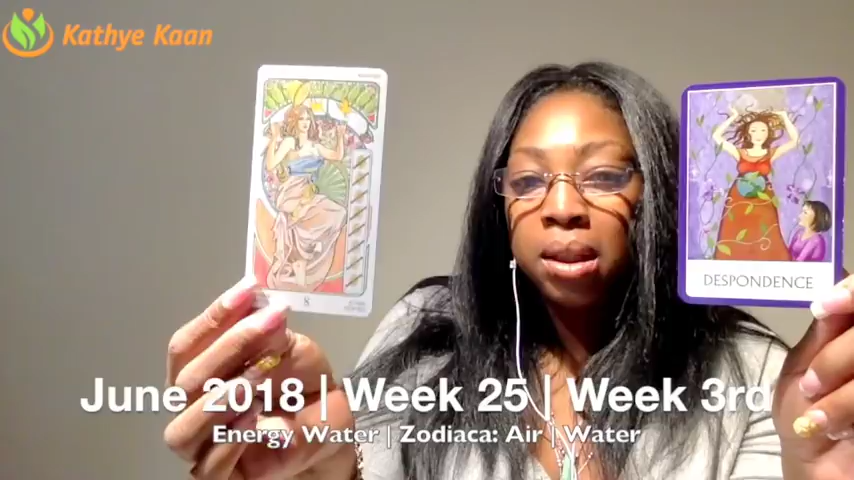 Kathye Kaan
8
DESPONDENCE
June 2018 | Week 25 | Week 3rd
Energy Water | Zodiaca: Air | Water